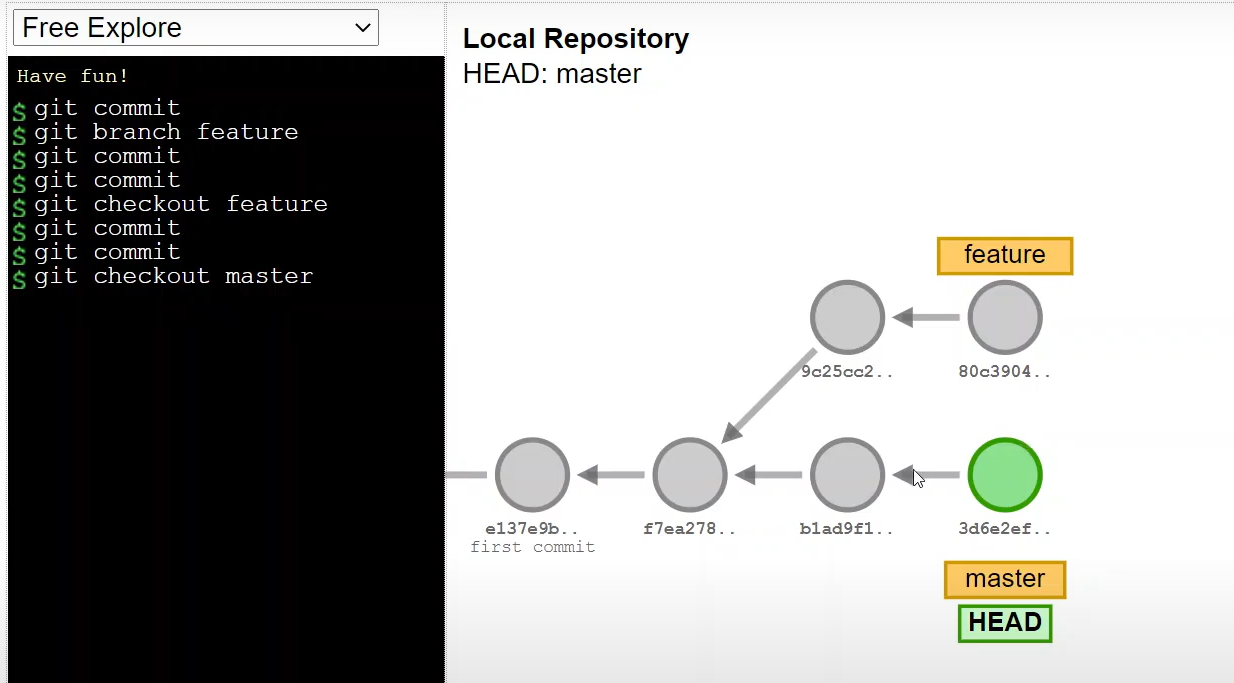 Free Explore
Have fun!
$ git commit
$ git branch feature
$ git commit
$ git commit
$ git checkout feature
$ git commit
$ git commit
$ git checkout master
Local Repository
HEAD: master
feature
9c25cc2..
80c3904..
e137e9b..
first commit
f7ea278..
b1ad9f1..
3d6e2ef..
master
HEAD